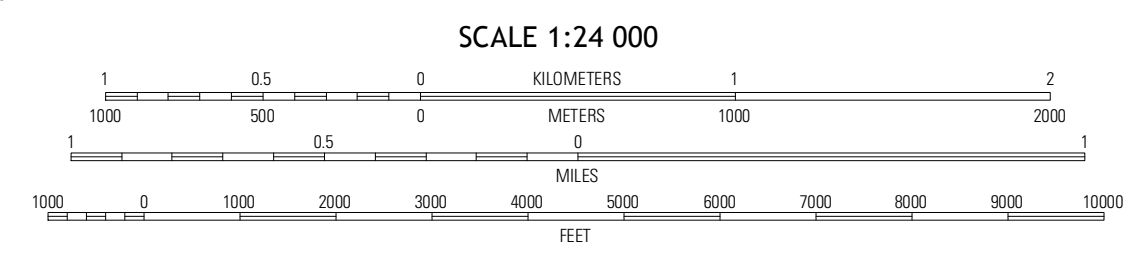 SCALE 1:24 000
1 0.5 0 KILOMETERS 1 2
1000 500 0 METERS 1000 2000
1 0.5 0 1
MILES
1000 0 1000 2000 3000 4000 5000 6000 7000 8000 9000 10000
FEET